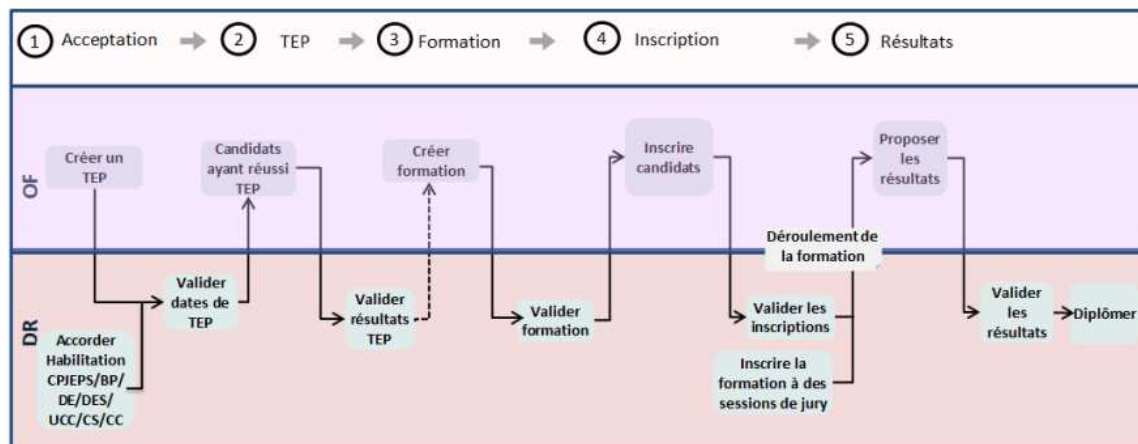 1 Acceptation 2 TEP 3 Formation 4 Inscription 5 Résultats
OF
Créer un
TEP
Candidats
ayant réussi
TEP
Créer
formation
Inscrire
candidats
Proposer
les
résultats
Déroulement de
la formation
DR
Accorder
Habilitation
CPJEPS/BP/
DE/DES/
UCC/CS/CC
Valider
dates de
TEP
Valider
résultats
TEP
Valider
formation
Valider les
inscriptions
Inscrire la
formation à des
sessions de jury
Valider
les
résultats
Diplômer